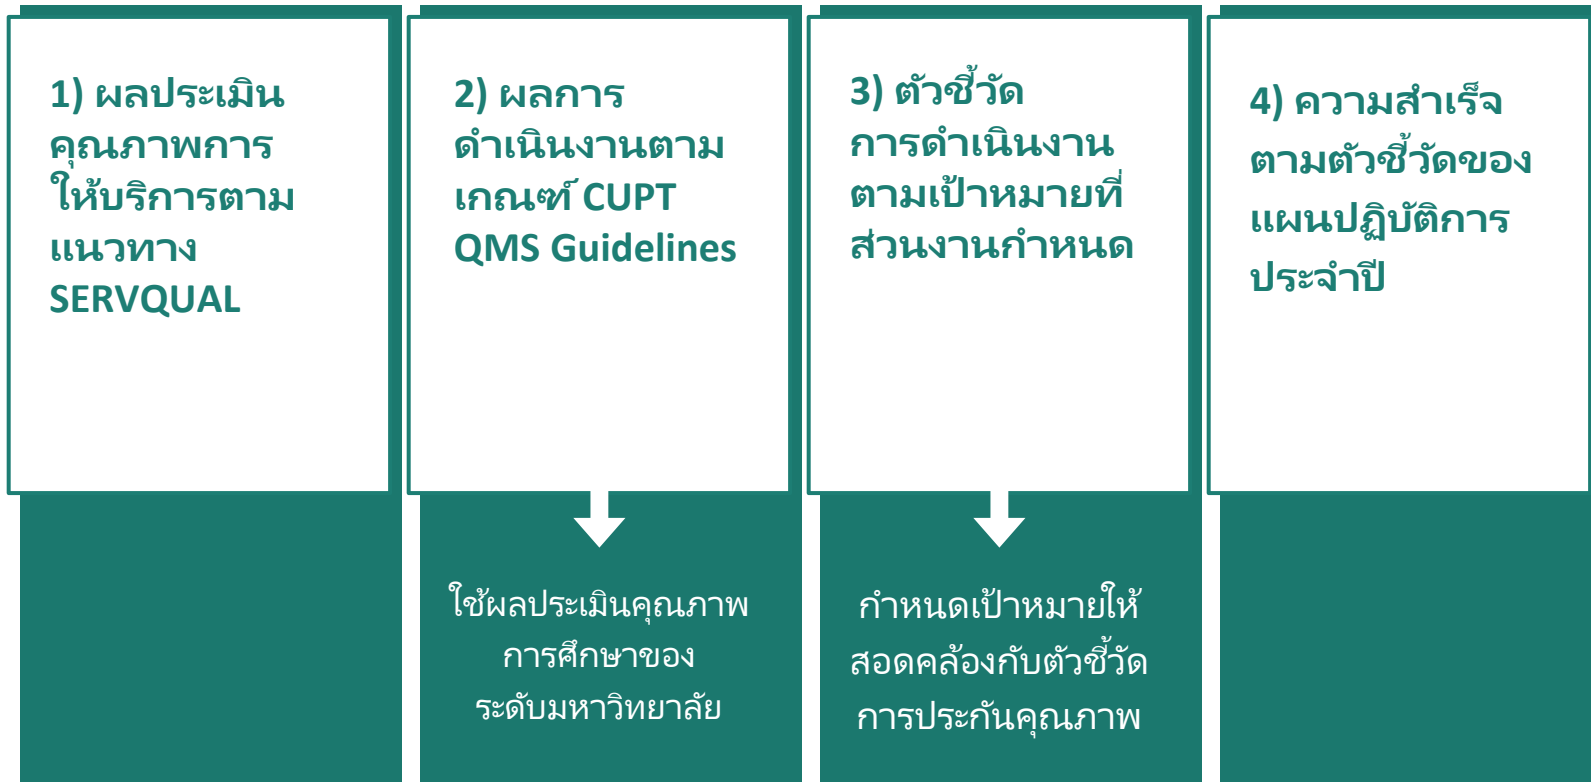 1) ผลประเมิน
คุณภาพการ
ให้บริการตาม
แนวทาง
SERVQUAL
2) ผลการ
ดำเนินงานตาม
เกณฑ์ CUPT
QMS Guidelines
ใช้ผลประเมินคุณภาพ
การศึกษาของ
ระดับมหาวิทยาลัย
3) ตัวชี้วัด
การดำเนินงาน
ตามเป้าหมายที่
ส่วนงานกำหนด
กำหนดเป้าหมายให้
สอดคล้องกับตัวชี้วัด
การประกันคุณภาพ
4) ความสำเร็จ
ตามตัวชี้วัดของ
แผนปฏิบัติการ
ประจำปี